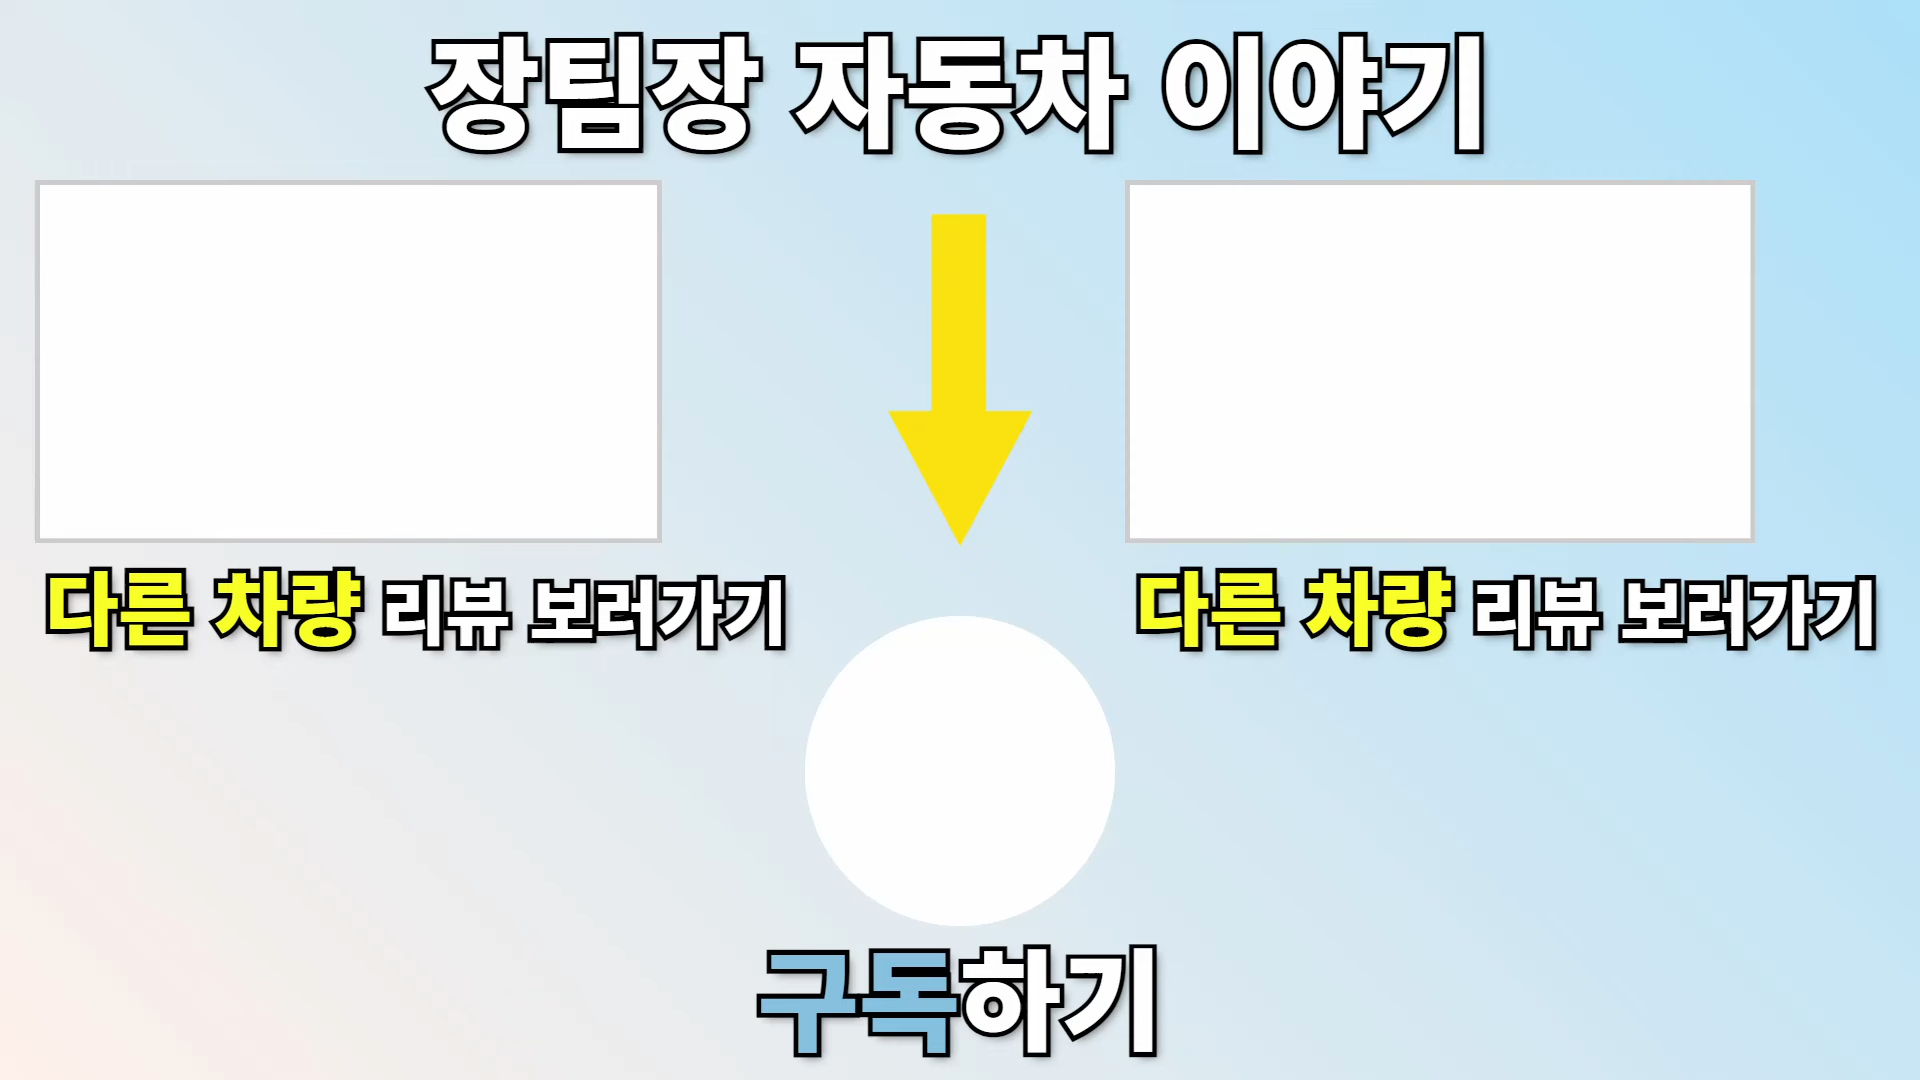 장팀장 자동차 이야기
다른 차량 리뷰 보러가기
다른 차량 리뷰 보러가기
구독하기